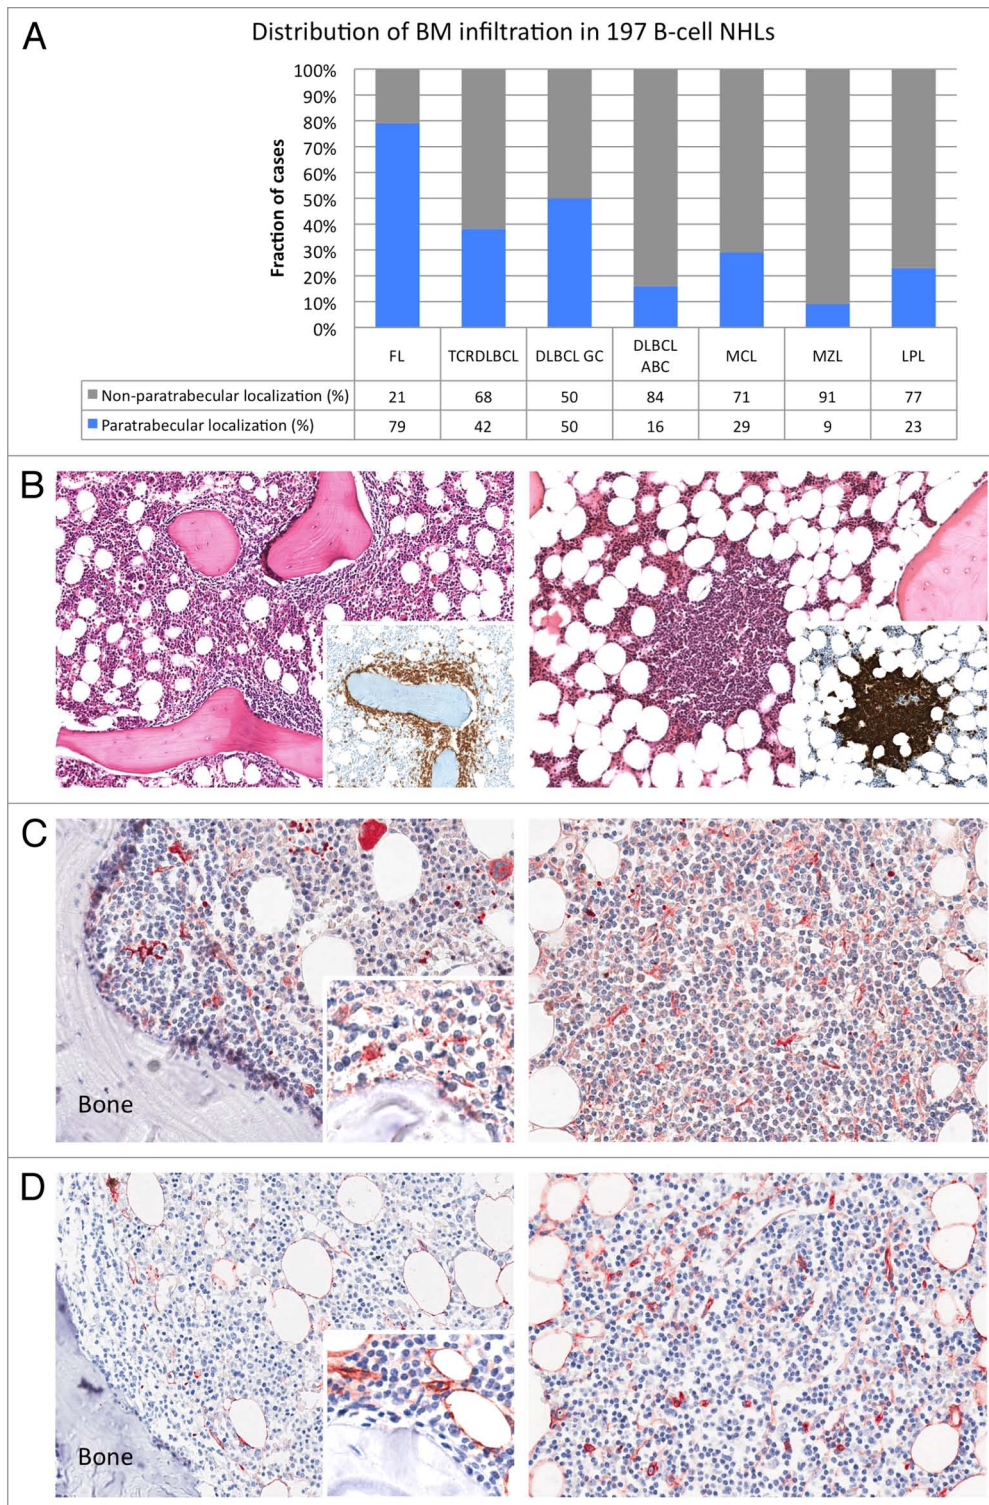 A
Distribution of BM infiltration in 197 B-cell NHLs
Fraction of cases
100%
90%
80%
70%
60%
50%
40%
30%
20%
10%
0%
FL TCRDLBCL DLBCL GC DLBCL ABC MCL MZL LPL
Non-paratrabecular localization (%) 21 68 50 84 71 91 77
Paratrabecular localization (%) 79 42 50 16 29 9 23
B
C
Bone
D
Bone